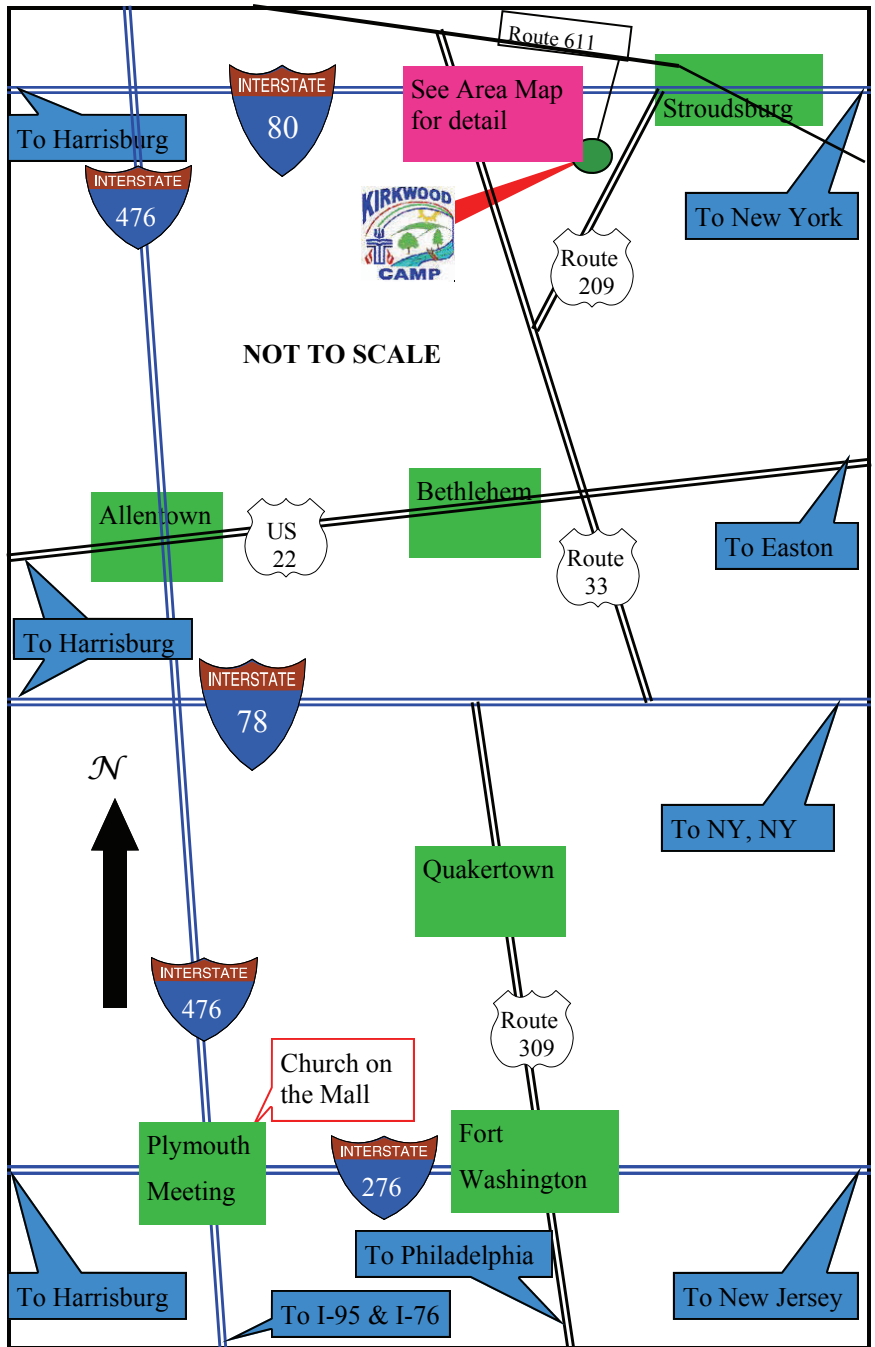 Route 611
See Area Map
for detail
Stroudsburg
INTERSTATE
80
To Harrisburg
INTERSTATE
476
KIRKWOOD
CAMP
To New York
Route
209
NOT TO SCALE
Bethlehem
Allentown
US
22
To Easton
Route
33
To Harrisburg
INTERSTATE
78
N
To NY, NY
Quakertown
INTERSTATE
476
Route
309
Church on
the Mall
Plymouth
Meeting
INTERSTATE
276
Fort
Washington
To Philadelphia
To Harrisburg
To I-95 & I-76
To New Jersey